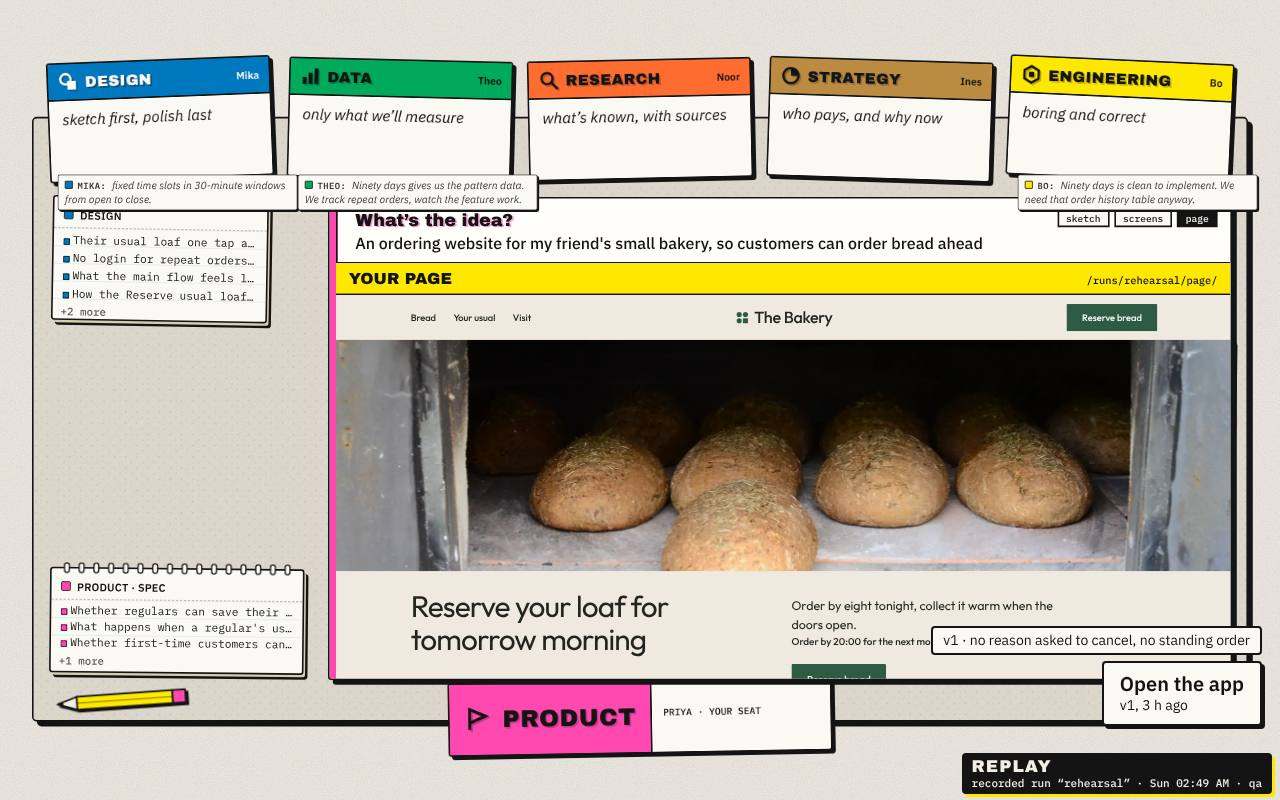 DESIGN
Mika
sketch first, polish last
DATA
Theo
only what we'll measure
RESEARCH
Noor
what's known, with sources
STRATEGY
Ines
who pays, and why now
ENGINEERING
Bo
boring and correct
MIKA: fixed time slots in 30-minute windows
from open to close.
THEO: Ninety days gives us the pattern data.
We track repeat orders, watch the feature work.
BO: Ninety days is clean to implement. We
need that order history table anyway.
DESIGN
Their usual loaf one tap a…
No login for repeat orders…
What the main flow feels l…
How the Reserve usual loaf…
+2 more
What's the idea?
sketch
screens
page
An ordering website for my friend's small bakery, so customers can order bread ahead
YOUR PAGE
/runs/rehearsal/page/
Bread
Your usual
Visit
The Bakery
Reserve bread
Reserve your loaf for
tomorrow morning
Order by eight tonight, collect it warm when the
doors open.
Order by 20:00 for the next mo
PRODUCT · SPEC
Whether regulars can save their …
What happens when a regular's us…
Whether first-time customers can…
+1 more
v1 · no reason asked to cancel, no standing order
Open the app
v1, 3 h ago
PRODUCT
PRIYA · YOUR SEAT
REPLAY
recorded run "rehearsal" · Sun 02:49 AM · qa